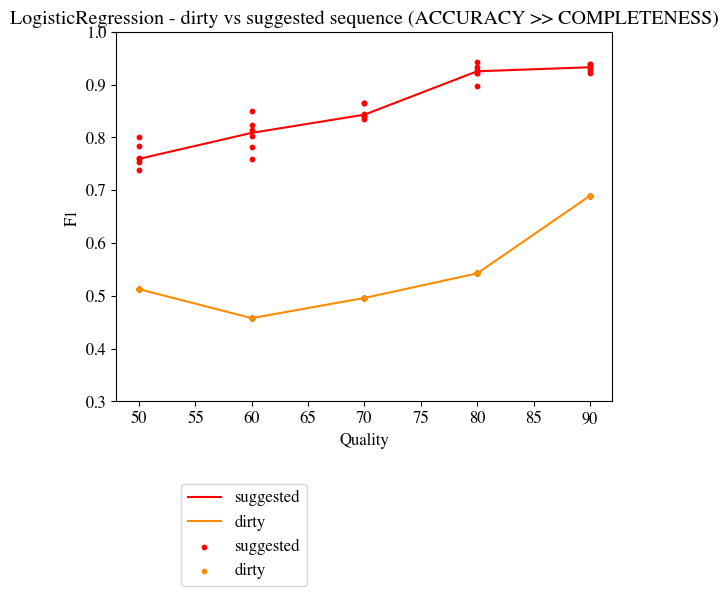 LogisticRegression - dirty vs suggested sequence (ACCURACY >> COMPLETENESS)
1.0
0.9
0.8
0.7
0.6
0.5
0.4
0.3
F1
50 55 60 65 70 75 80 85 90
Quality
suggested
dirty
suggested
dirty